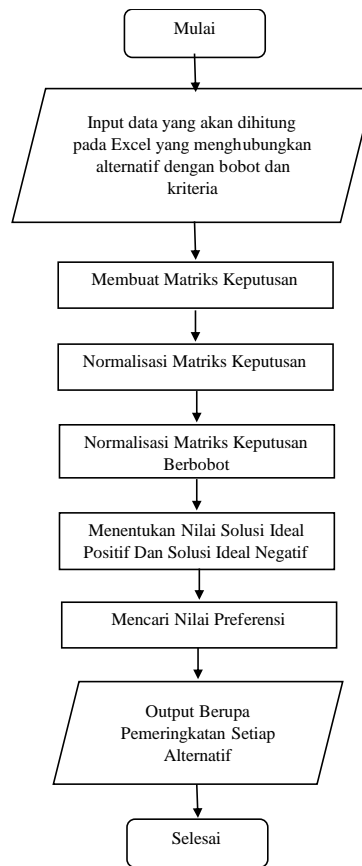 Mulai
Input data yang akan dihitung
pada Excel yang menghubungkan
alternatif dengan bobot dan
kriteria
Membuat Matriks Keputusan
Normalisasi Matriks Keputusan
Normalisasi Matriks Keputusan
Berbobot
Menentukan Nilai Solusi Ideal
Positif Dan Solusi Ideal Negatif
Mencari Nilai Preferensi
Output Berupa
Pemeringkatan Setiap
Alternatif
Selesai